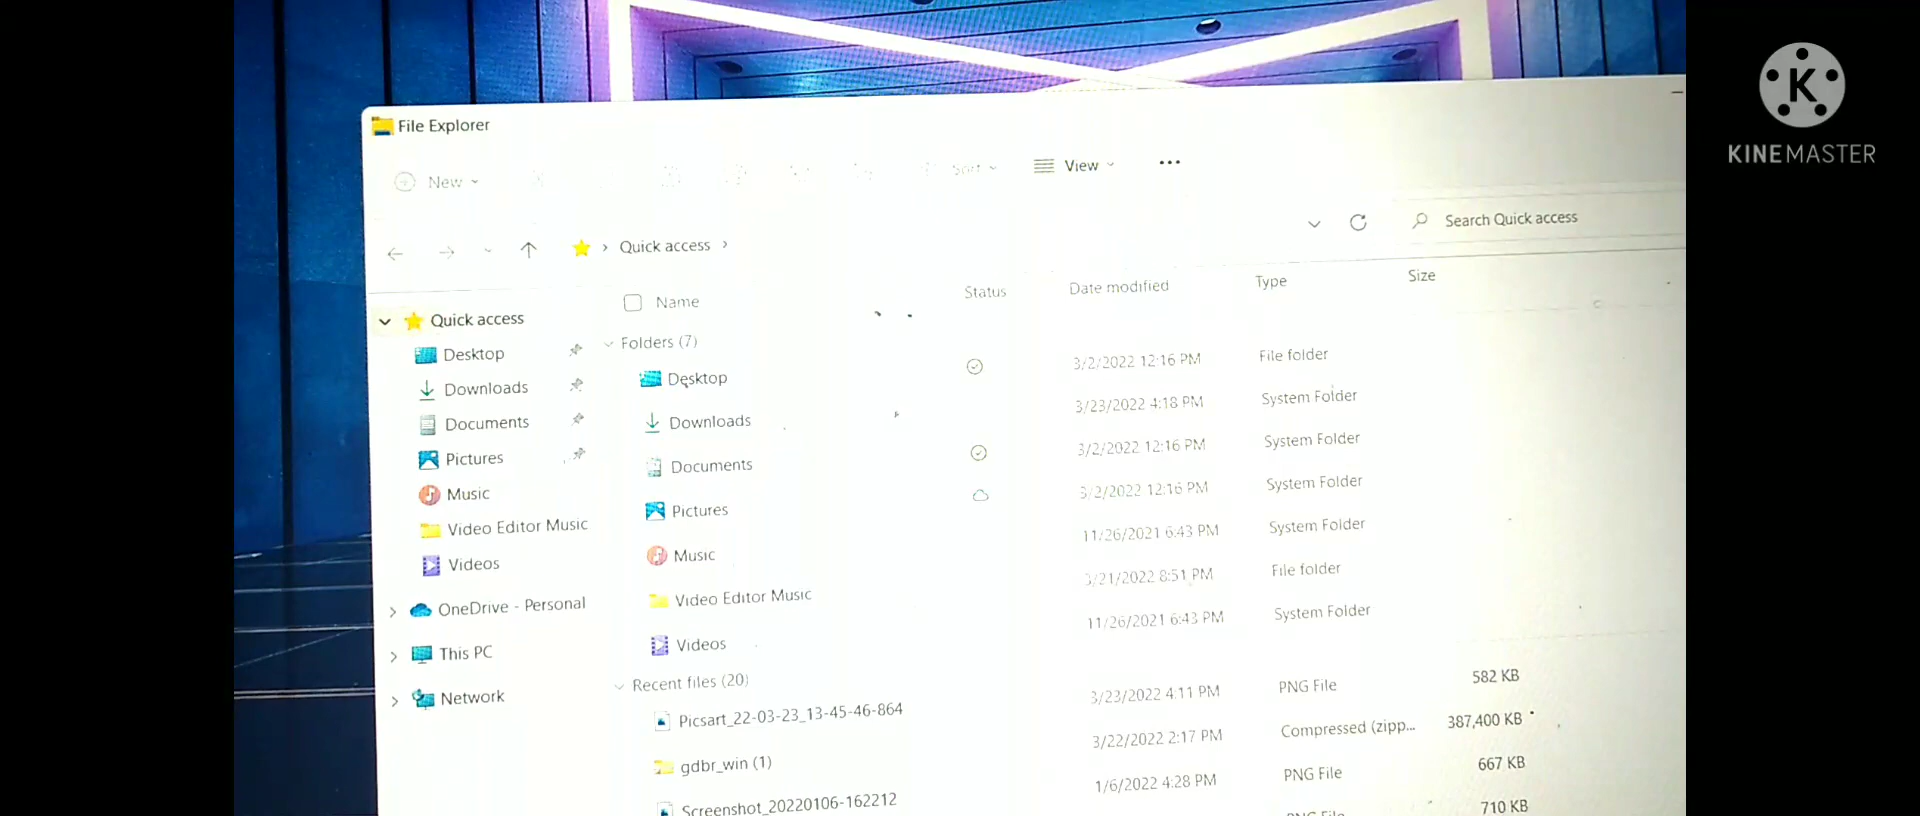 K
KINEMASTER
File Explorer
New
Sort
View
Quick access
Search Quick access
Name
Status
Date modified
Type
Size
Quick access
Desktop
Downloads
Documents
Pictures
Music
Video Editor Music
Videos
OneDrive - Personal
This PC
Network
Folders (7)
Desktop 3/2/2022 12:16 PM File folder
Downloads 3/23/2022 4:18 PM System Folder
Documents 3/2/2022 12:16 PM System Folder
Pictures 3/2/2022 12:16 PM System Folder
Music 11/26/2021 6:43 PM System Folder
Video Editor Music 3/21/2022 8:51 PM File folder
Videos 11/26/2021 6:43 PM System Folder
Recent files (20)
Picsart_22-03-23_13-45-46-864 3/23/2022 4:11 PM PNG File 582 KB
gdbr_win (1) 3/22/2022 2:17 PM Compressed (zipp... 387,400 KB
Screenshot_20220106-162212 1/6/2022 4:28 PM PNG File 667 KB
PNG File 710 KB